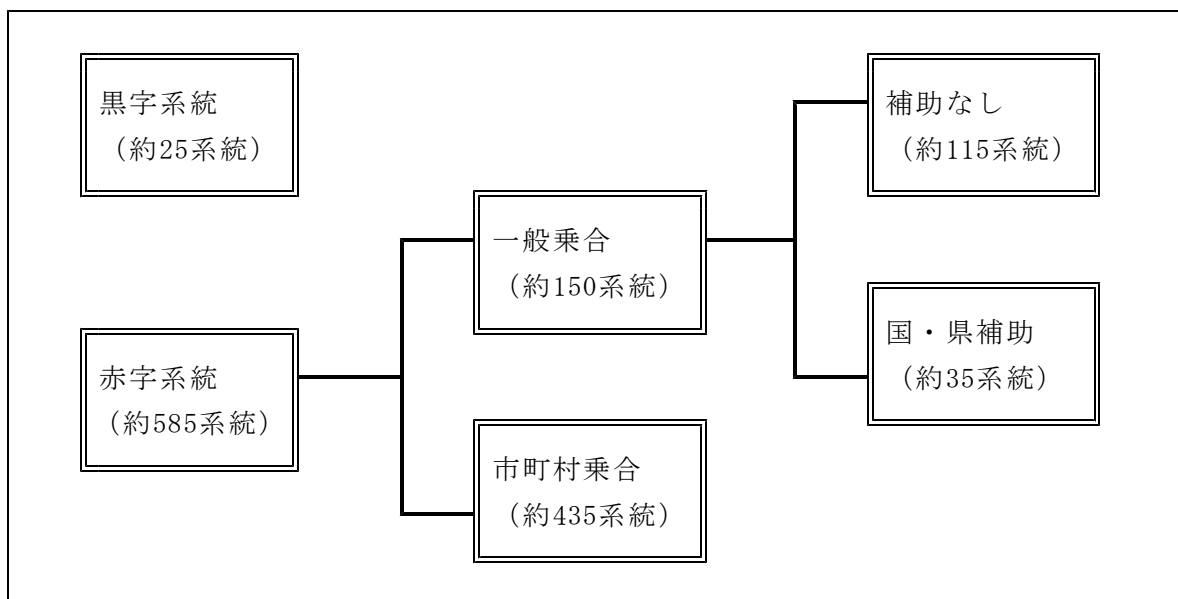 黒字系統
（約25系統）
赤字系統
（約585系統）
一般乗合
（約150系統）
市町村乗合
（約435系統）
補助なし
（約115系統）
国・県補助
（約35系統）